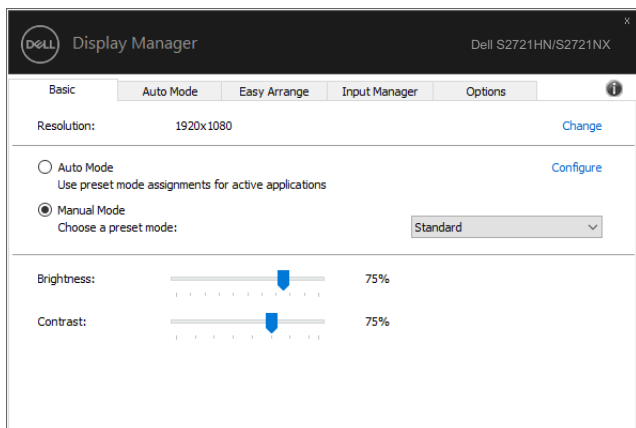 x
DELL Display Manager Dell S2721HN/S2721NX
Basic Auto Mode Easy Arrange Input Manager Options i
Resolution: 1920x1080 Change
Auto Mode Configure
Use preset mode assignments for active applications
Manual Mode
Choose a preset mode: Standard
Brightness: 75%
Contrast: 75%